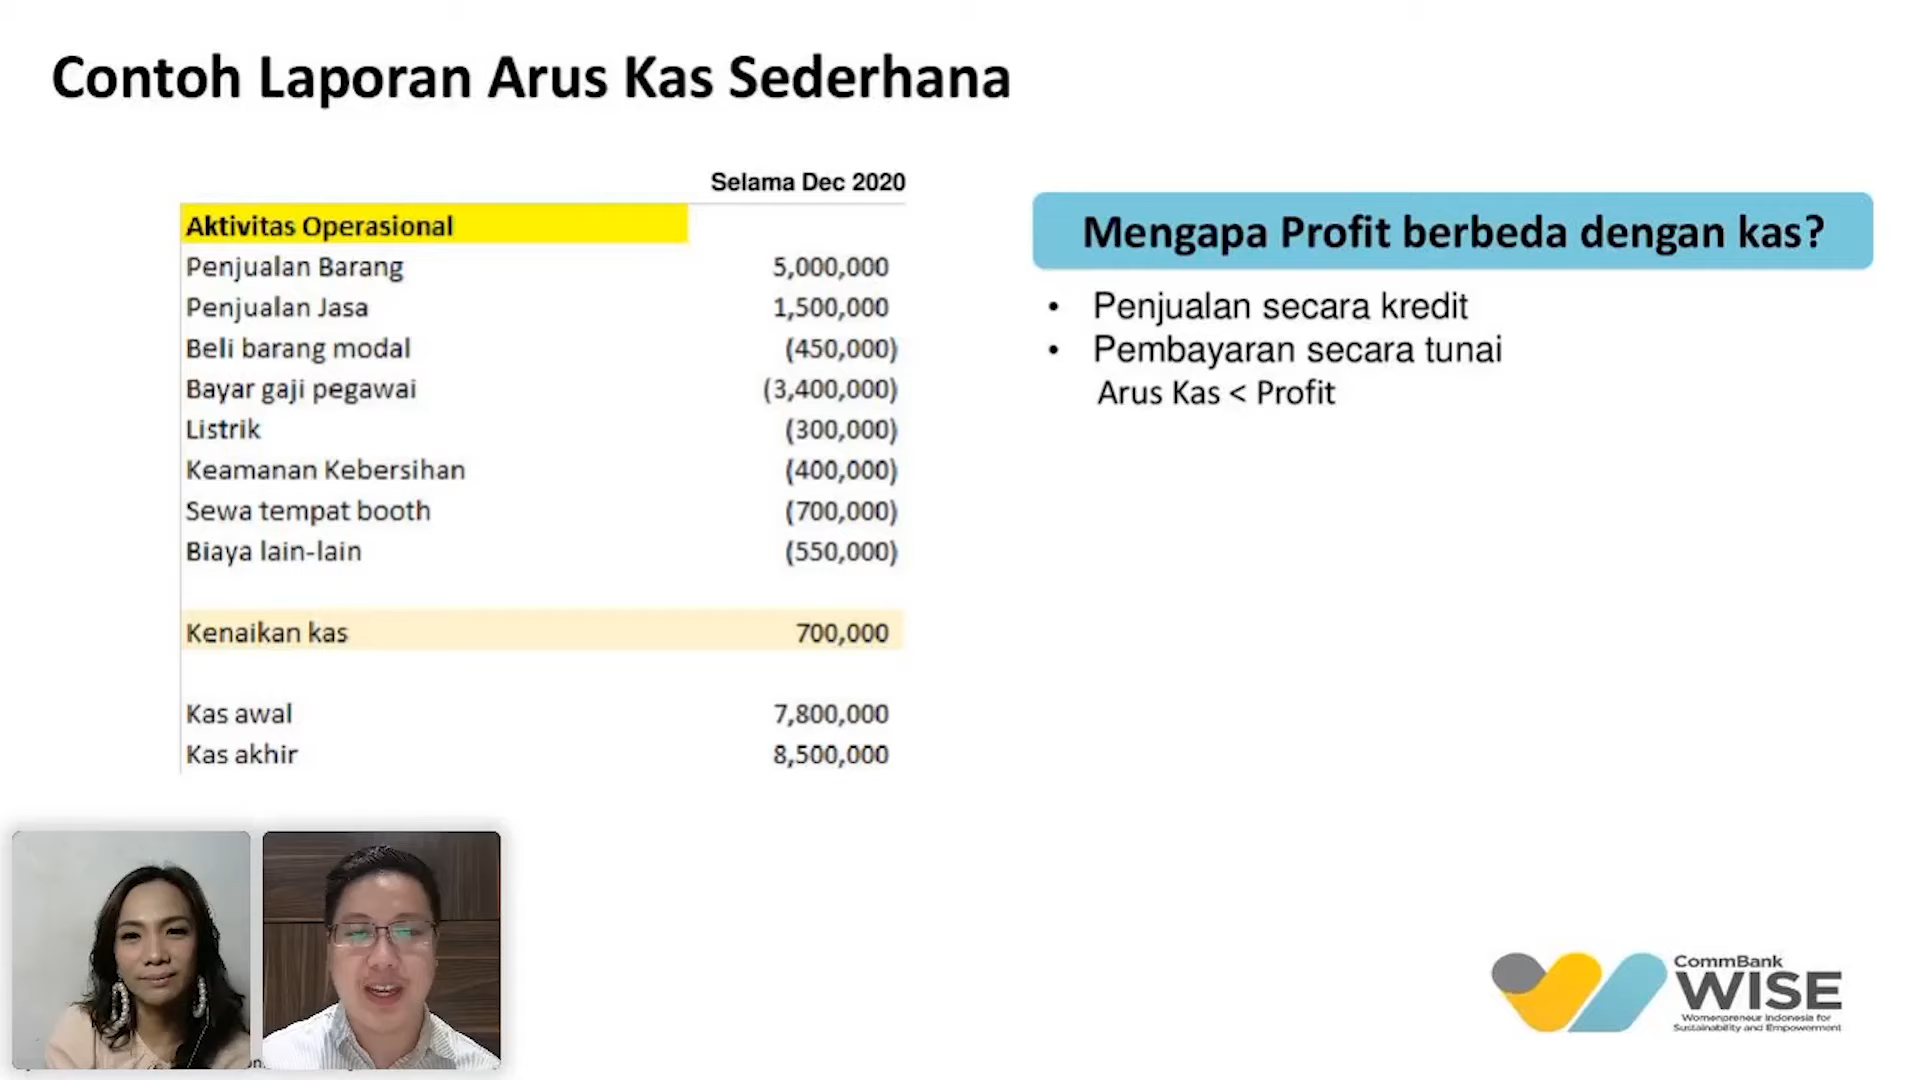 Contoh Laporan Arus Kas Sederhana
Selama Dec 2020
Aktivitas Operasional
Penjualan Barang 5,000,000
Penjualan Jasa 1,500,000
Beli barang modal (450,000)
Bayar gaji pegawai (3,400,000)
Listrik (300,000)
Keamanan Kebersihan (400,000)
Sewa tempat booth (700,000)
Biaya lain-lain (550,000)
Kenaikan kas 700,000
Kas awal 7,800,000
Kas akhir 8,500,000
Mengapa Profit berbeda dengan kas?
• Penjualan secara kredit
• Pembayaran secara tunai
Arus Kas < Profit
CommBank
WISE
Womenpreneur Indonesia for
Sustainability and Empowerment